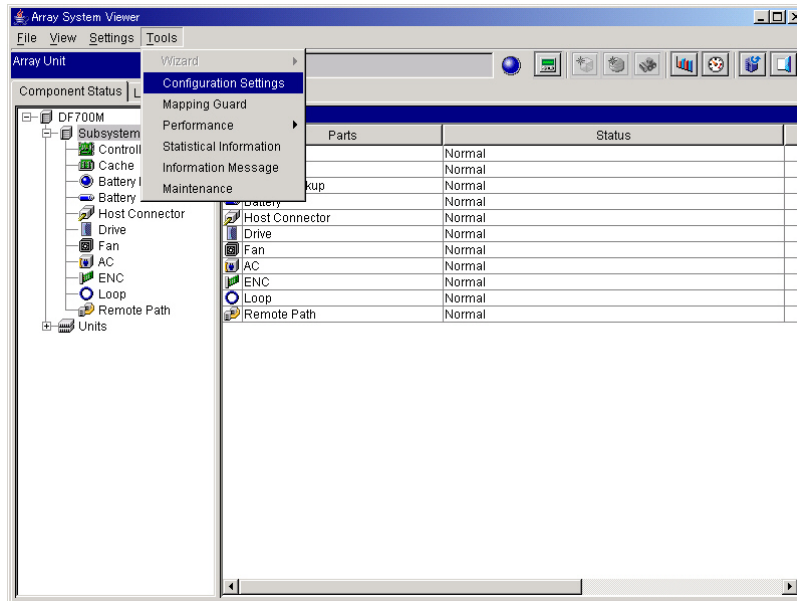 Array System Viewer
File View Settings Tools
Array Unit
Wizard
Configuration Settings
Mapping Guard
Performance
Statistical Information
Information Message
Maintenance
Component Status
DF700M
Subsystem
Cache
Battery
Host Connector
Drive
Fan
AC
ENC
Loop
Remote Path
Units
Parts Status
Normal
Normal
Normal
Battery Normal
Host Connector Normal
Drive Normal
Fan Normal
AC Normal
ENC Normal
Loop Normal
Remote Path Normal